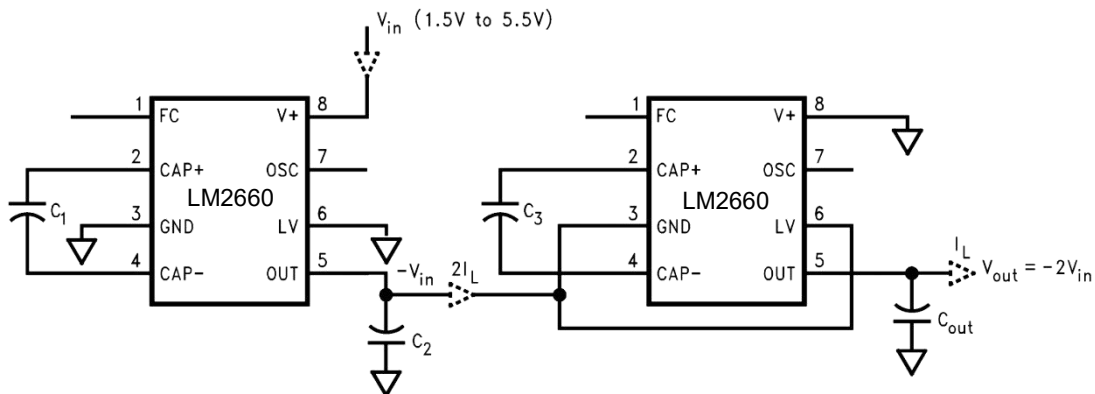 V_in (1.5V to 5.5V)
1 FC V+ 8
2 CAP+ OSC 7
LM2660
3 GND LV 6
4 CAP- OUT 5
C_1
-V_in
2I_L
C_2
1 FC V+ 8
2 CAP+ OSC 7
LM2660
3 GND LV 6
4 CAP- OUT 5
C_3
I_L
V_out = -2V_in
C_out